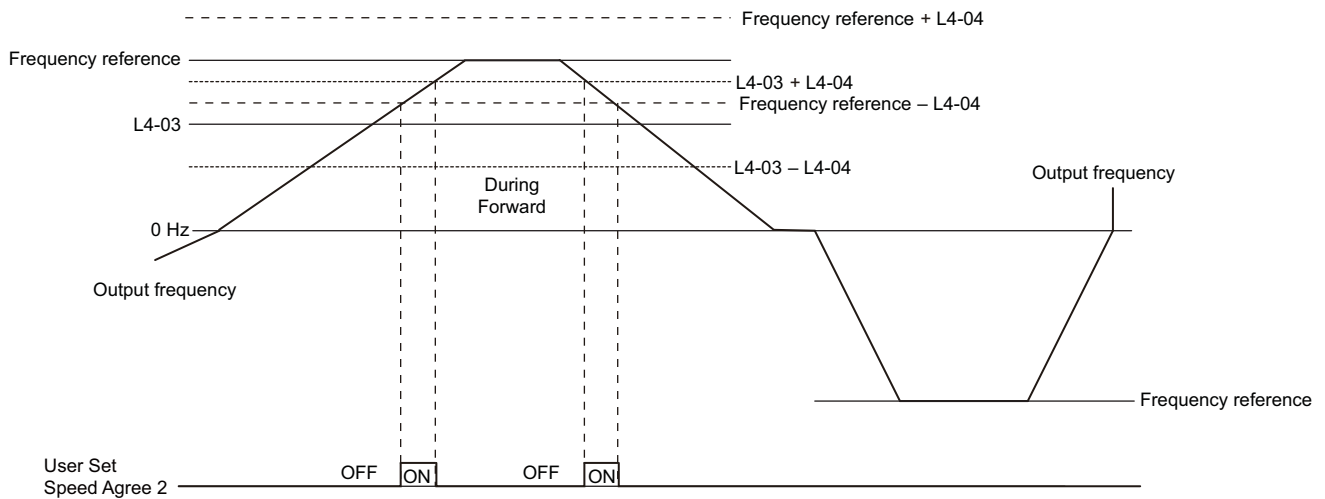 Frequency reference + L4-04
Frequency reference
L4-03 + L4-04
Frequency reference – L4-04
L4-03
L4-03 – L4-04
During
Forward
Output frequency
0 Hz
Output frequency
Frequency reference
User Set
Speed Agree 2
OFF
ON
OFF
ON